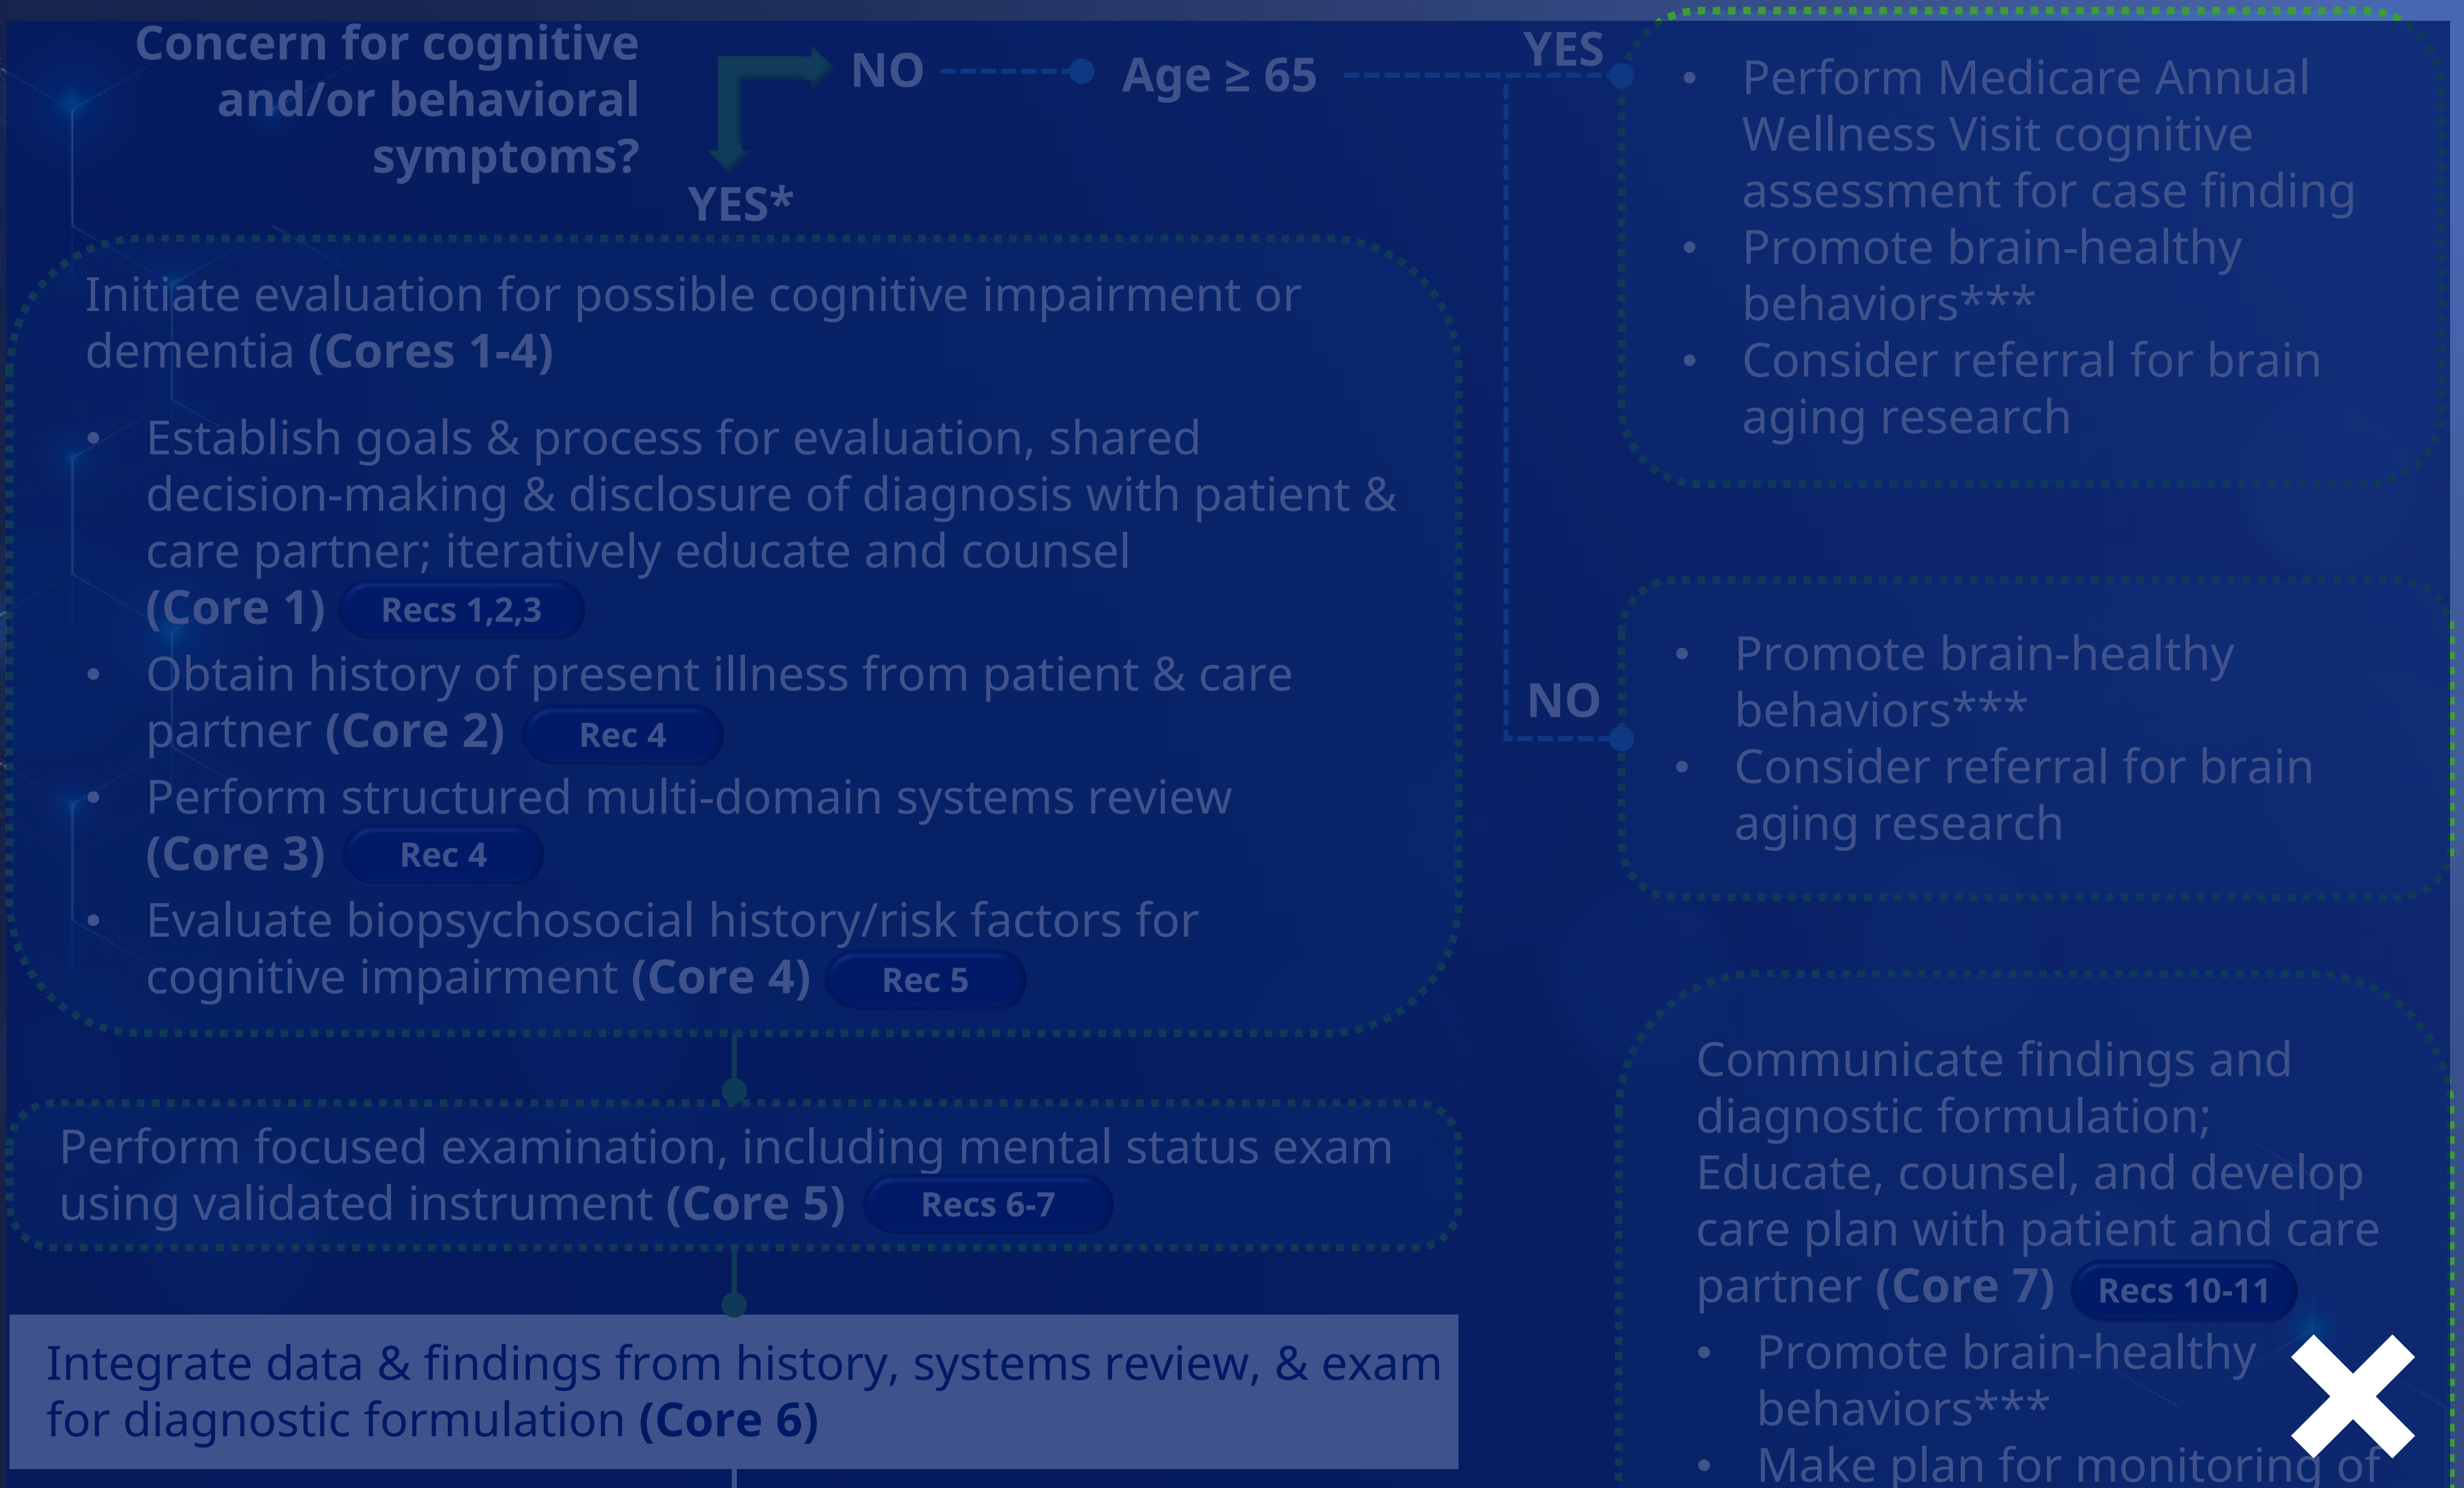 Concern for cognitive
and/or behavioral
symptoms?
NO
Age ≥ 65
YES
YES*
Initiate evaluation for possible cognitive impairment or
dementia (Cores 1-4)
• Establish goals & process for evaluation, shared
decision-making & disclosure of diagnosis with patient &
care partner; iteratively educate and counsel
(Core 1) Recs 1,2,3
• Obtain history of present illness from patient & care
partner (Core 2) Rec 4
• Perform structured multi-domain systems review
(Core 3) Rec 4
• Evaluate biopsychosocial history/risk factors for
cognitive impairment (Core 4) Rec 5
Perform focused examination, including mental status exam
using validated instrument (Core 5) Recs 6-7
Integrate data & findings from history, systems review, & exam
for diagnostic formulation (Core 6)
• Perform Medicare Annual
Wellness Visit cognitive
assessment for case finding
• Promote brain-healthy
behaviors***
• Consider referral for brain
aging research
NO
• Promote brain-healthy
behaviors***
• Consider referral for brain
aging research
Communicate findings and
diagnostic formulation;
Educate, counsel, and develop
care plan with patient and care
partner (Core 7) Recs 10-11
• Promote brain-healthy
behaviors***
• Make plan for monitoring of